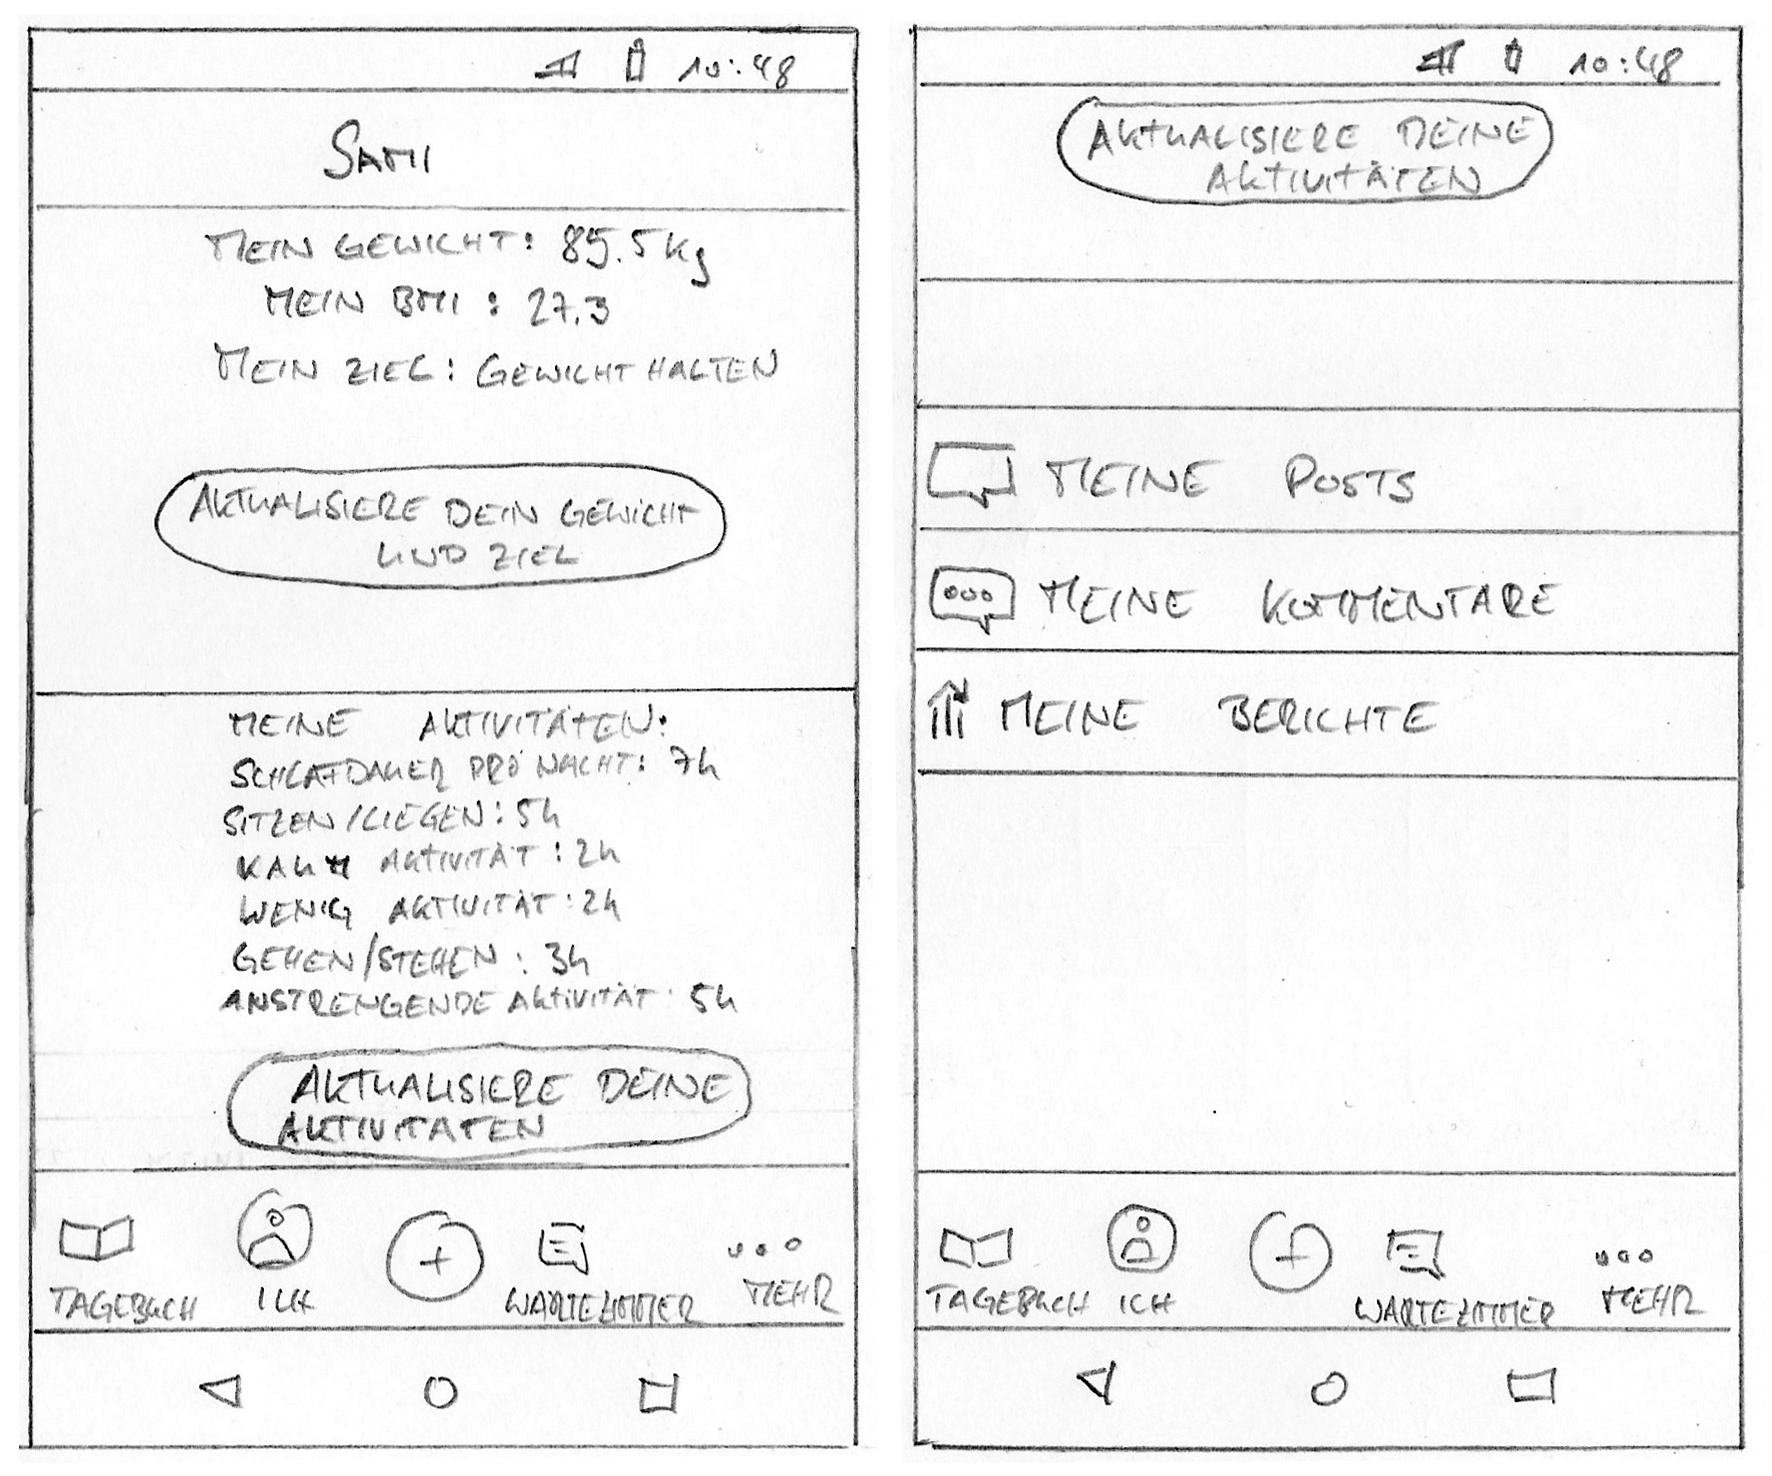 10:48
SAMI
MEIN GEWICHT: 85.5 kg
MEIN BMI : 27.3
MEIN ZIEL: GEWICHT HALTEN
AKTUALISIERE DEIN GEWICHT
UND ZIEL
MEINE AKTIVITÄTEN:
SCHLAFDAUER PRO NACHT: 7h
SITZEN/LIEGEN: 5h
KAUM AKTIVITÄT: 2h
WENIG AKTIVITÄT: 2h
GEHEN/STEHEN: 3h
ANSTRENGENDE AKTIVITÄT: 5h
AKTUALISIERE DEINE
AKTIVITATEN
TAGEBUCH ICH WARTEZIMMER MEHR
10:48
AKTUALISIERE DEINE
AKTIVITÄTEN
MEINE POSTS
MEINE KOMMENTARE
MEINE BERICHTE
TAGEBUCH ICH WARTEZIMMER MEHR